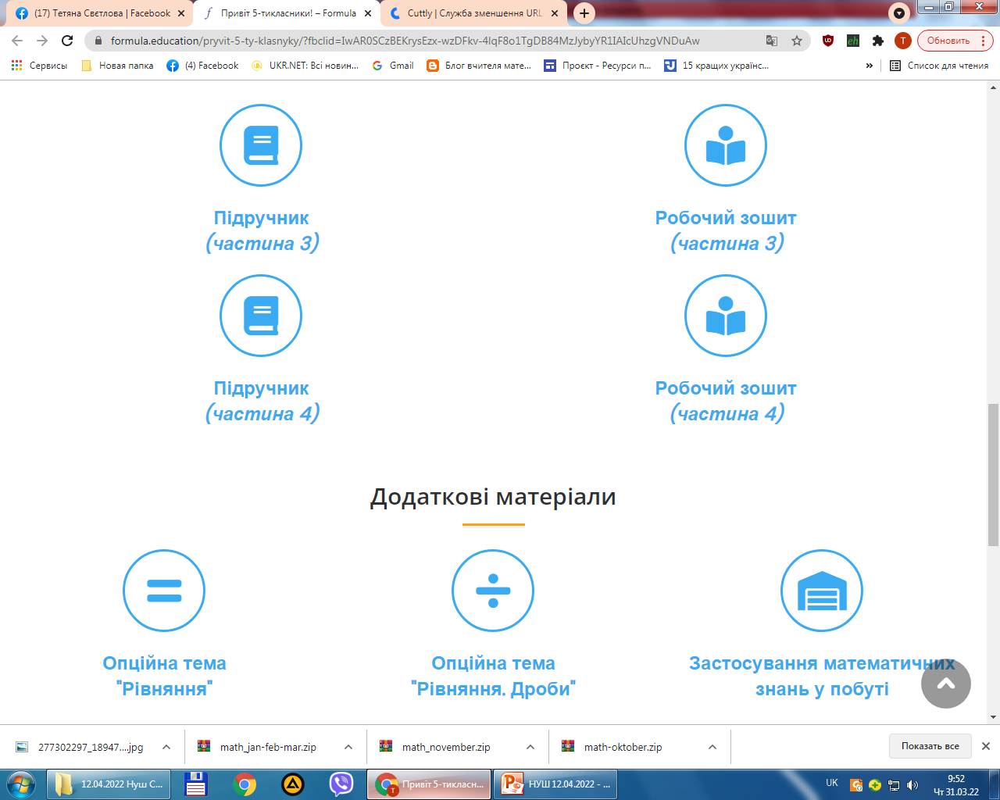 (17) Тетяна Свєтлова | Facebook
Привіт 5-тикласники! – Formula
Cuttly | Служба зменшення URL
formula.education/pryvit-5-ty-klasnyky/?fbclid=IwAR0SCzBEKrysEzx-wzDFkv-4lqF8o1TgDB84MzJybyYR1IAIcUhzgVNDuAw
T
Обновить
Сервисы
Новая папка
(4) Facebook
UKR.NET: Всі новин...
Gmail
Блог вчителя мате...
Проєкт - Ресурси п...
15 кращих українс...
»
Список для чтения
Підручник
(частина 3)
Робочий зошит
(частина 3)
Підручник
(частина 4)
Робочий зошит
(частина 4)
Додаткові матеріали
Опційна тема
"Рівняння"
Опційна тема
"Рівняння. Дроби"
Застосування математичних
знань у побуті
277302297_18947....jpg
math_jan-feb-mar.zip
math_november.zip
math-oktober.zip
Показать все
12.04.2022 Нуш С...
Привіт 5-тикласн...
НУШ 12.04.2022 - ...
UK
9:52
Чт 31.03.22